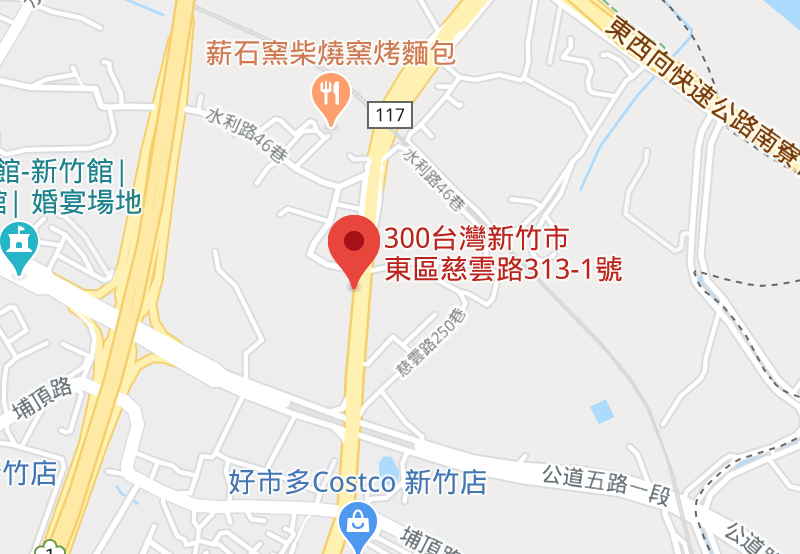 薪石窯柴燒窯烤麵包
東西向快速公路南寮
117
水利路46巷
水利路46巷
館-新竹館|
館| 婚宴場地
300台灣新竹市
東區慈雲路313-1號
慈雲路250巷
埔頂路
竹店
好市多Costco 新竹店
公道五路一段
埔頂路
公道
1